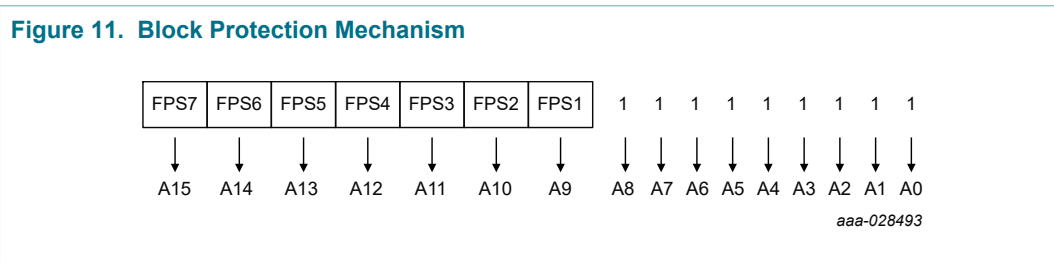 Figure 11. Block Protection Mechanism
FPS7 FPS6 FPS5 FPS4 FPS3 FPS2 FPS1 1 1 1 1 1 1 1 1 1
A15 A14 A13 A12 A11 A10 A9 A8 A7 A6 A5 A4 A3 A2 A1 A0
aaa-028493